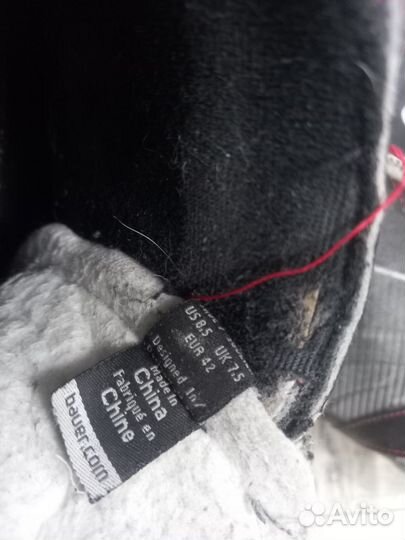 US 8.5 UK 7.5
EUR 42
Designed In/
Made in
China
Fabriqué en
Chine
bauer.com
Avito